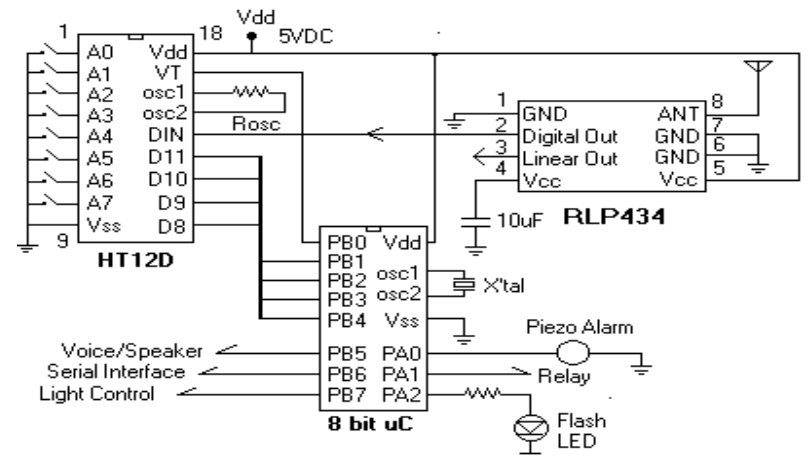 Vdd
5VDC
1
18
A0 Vdd
A1 VT
A2 osc1
A3 osc2
A4 DIN
A5 D11
A6 D10
A7 D9
Vss D8
9
HT12D
Rosc
1 GND ANT 8
2 Digital Out GND 7
3 Linear Out GND 6
4 Vcc Vcc 5
10uF
RLP434
PB0 Vdd
PB1
PB2 osc1
PB3 osc2
PB4 Vss
PB5 PA0
PB6 PA1
PB7 PA2
8 bit uC
X'tal
Voice/Speaker
Serial Interface
Light Control
Piezo Alarm
Relay
Flash
LED